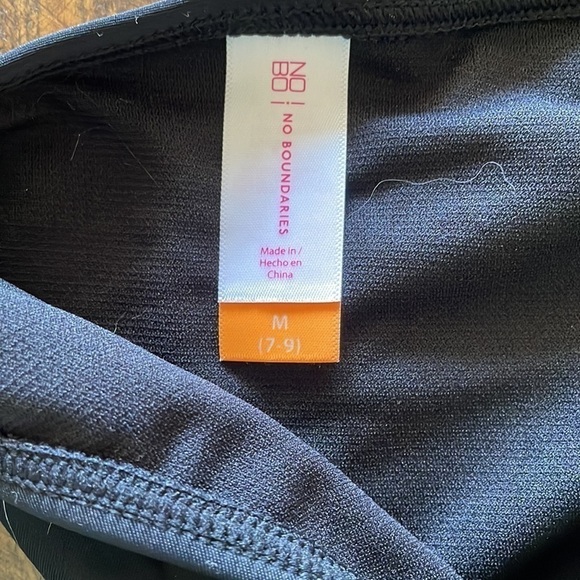 NO
BO
NO BOUNDARIES
Made in/
Hecho en
China
M
(7-9)